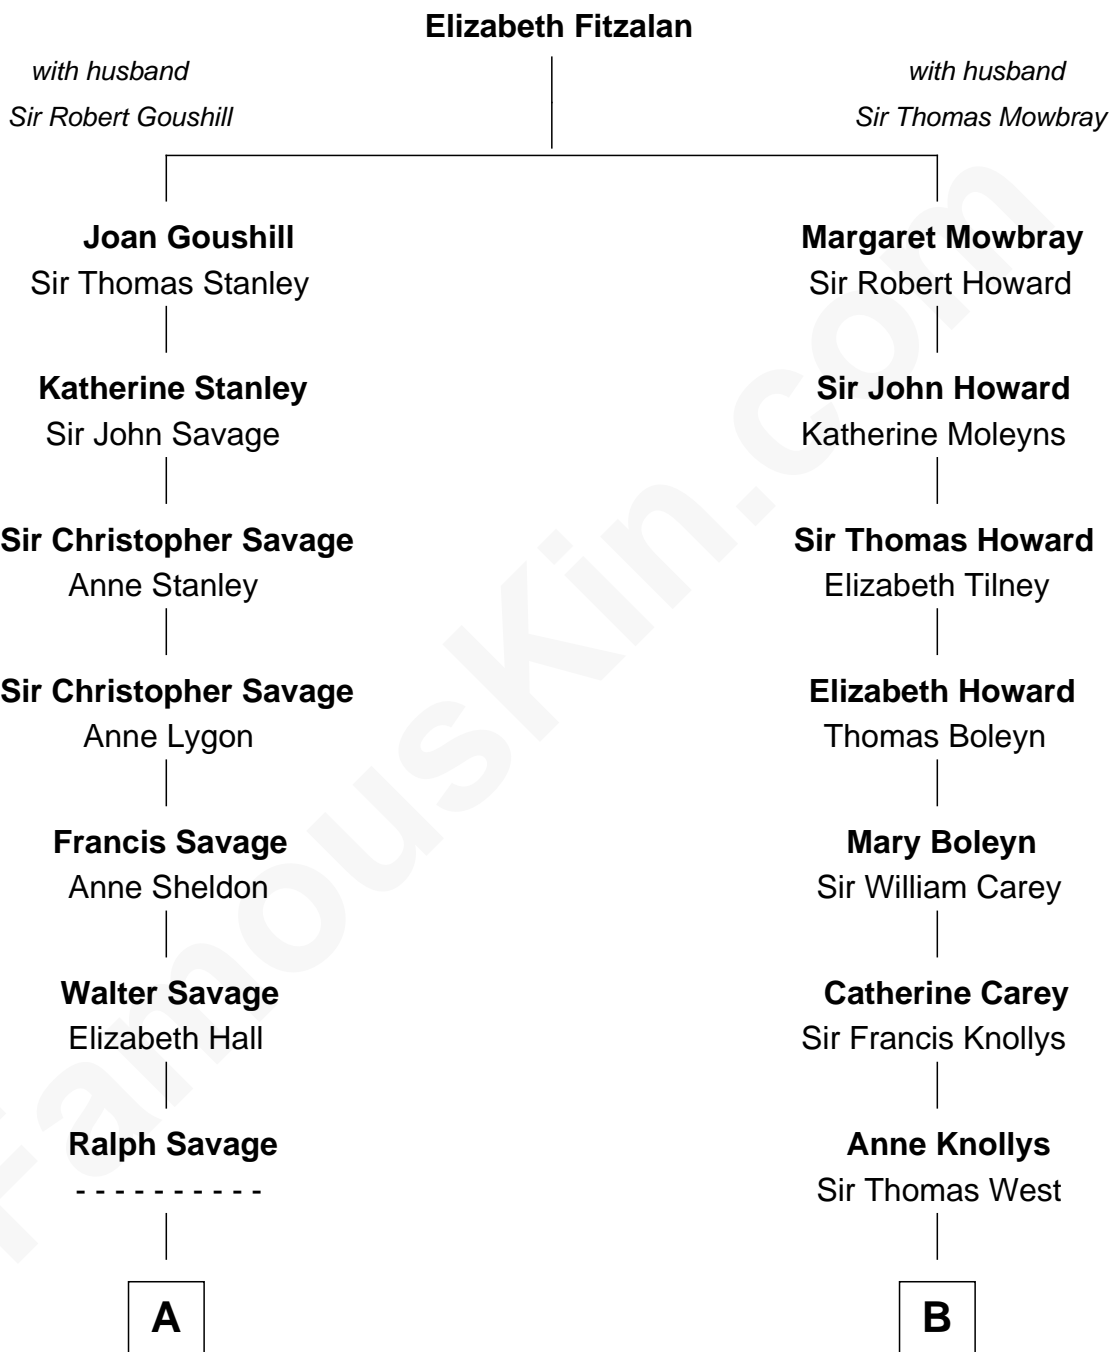 Elizabeth Fitzalan
with husband
Sir Robert Goushill
with husband
Sir Thomas Mowbray
Joan Goushill
Sir Thomas Stanley
Margaret Mowbray
Sir Robert Howard
Katherine Stanley
Sir John Savage
Sir John Howard
Katherine Moleyns
Sir Christopher Savage
Anne Stanley
Sir Thomas Howard
Elizabeth Tilney
Sir Christopher Savage
Anne Lygon
Elizabeth Howard
Thomas Boleyn
Francis Savage
Anne Sheldon
Mary Boleyn
Sir William Carey
Walter Savage
Elizabeth Hall
Catherine Carey
Sir Francis Knollys
Ralph Savage
- - - - - - - - - -
Anne Knollys
Sir Thomas West
A
B
FamousKin.com